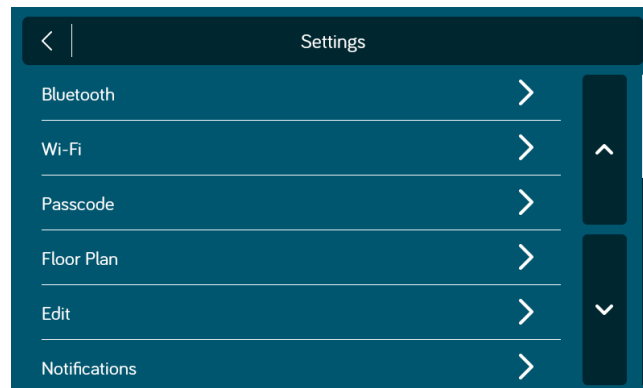 Settings
Bluetooth
Wi-Fi
Passcode
Floor Plan
Edit
Notifications